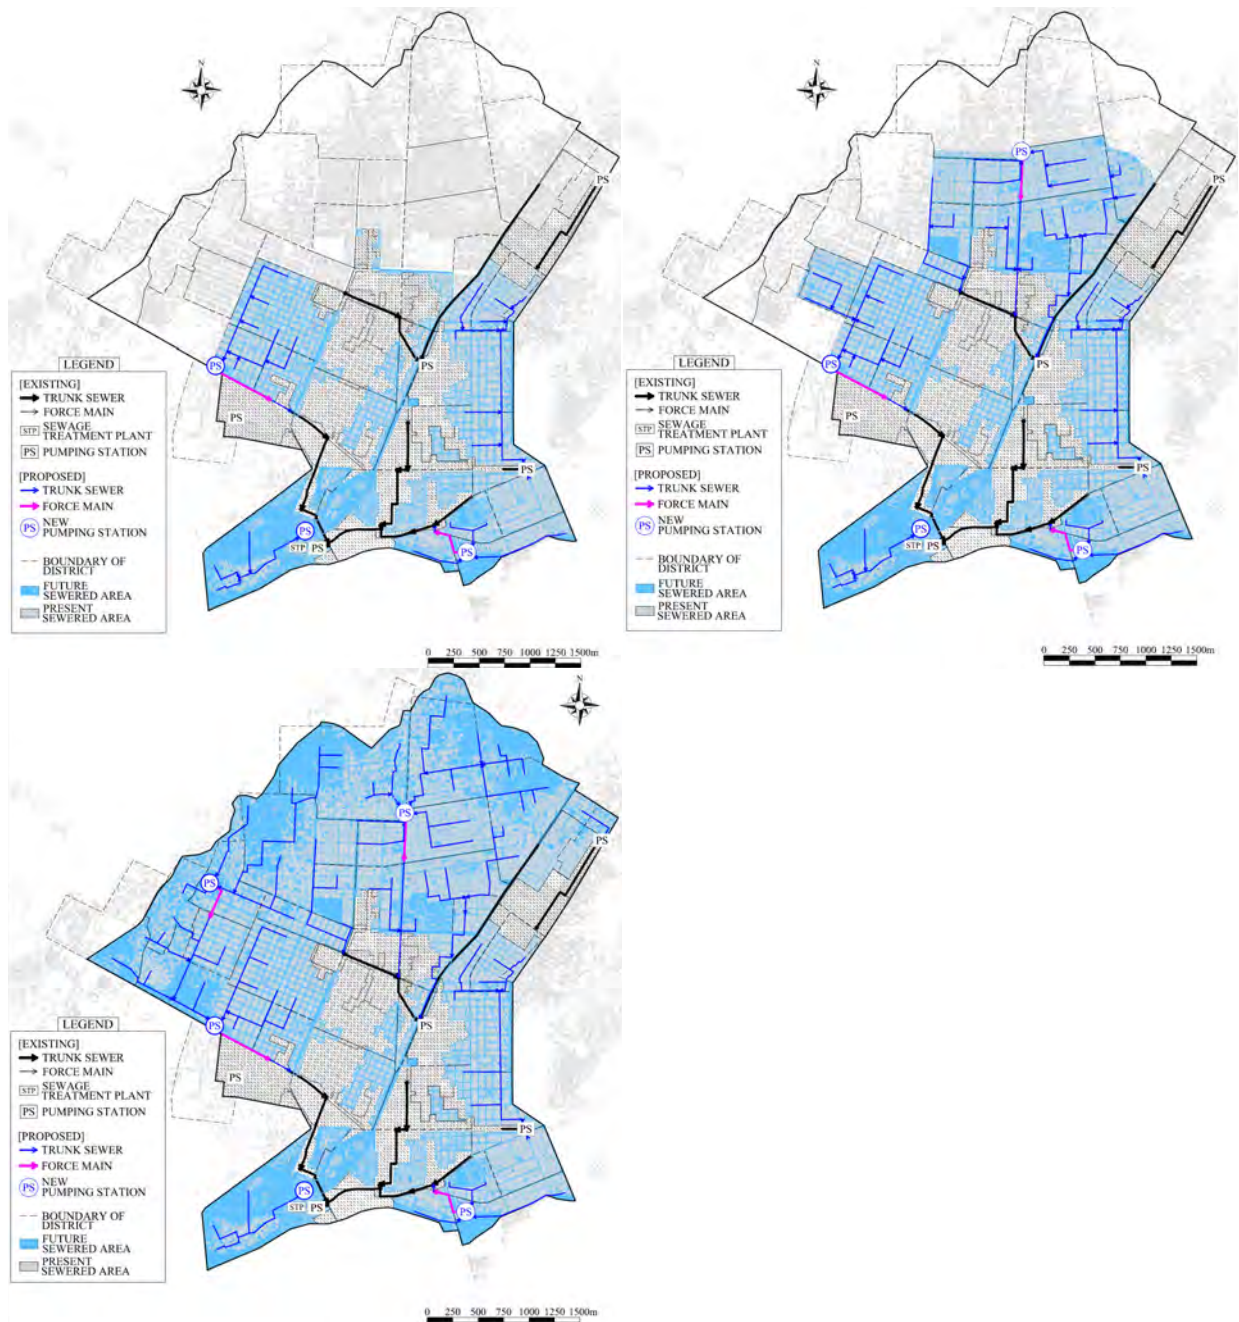 N
PS
PS
PS
PS
PS
PS
STP
PS
PS
LEGEND
[EXISTING]
TRUNK SEWER
FORCE MAIN
STP SEWAGE
TREATMENT PLANT
PS PUMPING STATION
[PROPOSED]
TRUNK SEWER
FORCE MAIN
PS NEW
PUMPING STATION
BOUNDARY OF
DISTRICT
FUTURE
SEWERED AREA
PRESENT
SEWERED AREA
0 250 500 750 1000 1250 1500m
N
PS
PS
PS
PS
PS
PS
PS
STP
PS
PS
LEGEND
[EXISTING]
TRUNK SEWER
FORCE MAIN
STP SEWAGE
TREATMENT PLANT
PS PUMPING STATION
[PROPOSED]
TRUNK SEWER
FORCE MAIN
PS NEW
PUMPING STATION
BOUNDARY OF
DISTRICT
FUTURE
SEWERED AREA
PRESENT
SEWERED AREA
0 250 500 750 1000 1250 1500m
N
PS
PS
PS
PS
PS
PS
PS
PS
STP
PS
PS
LEGEND
[EXISTING]
TRUNK SEWER
FORCE MAIN
STP SEWAGE
TREATMENT PLANT
PS PUMPING STATION
[PROPOSED]
TRUNK SEWER
FORCE MAIN
PS NEW
PUMPING STATION
BOUNDARY OF
DISTRICT
FUTURE
SEWERED AREA
PRESENT
SEWERED AREA
0 250 500 750 1000 1250 1500m